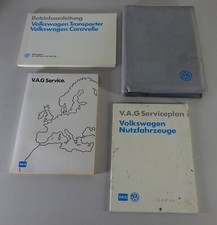 Betriebsanleitung
Volkswagen Transporter
Volkswagen Caravelle
V.A.G Service.
V.A.G Serviceplan
Volkswagen
Nutzfahrzeuge